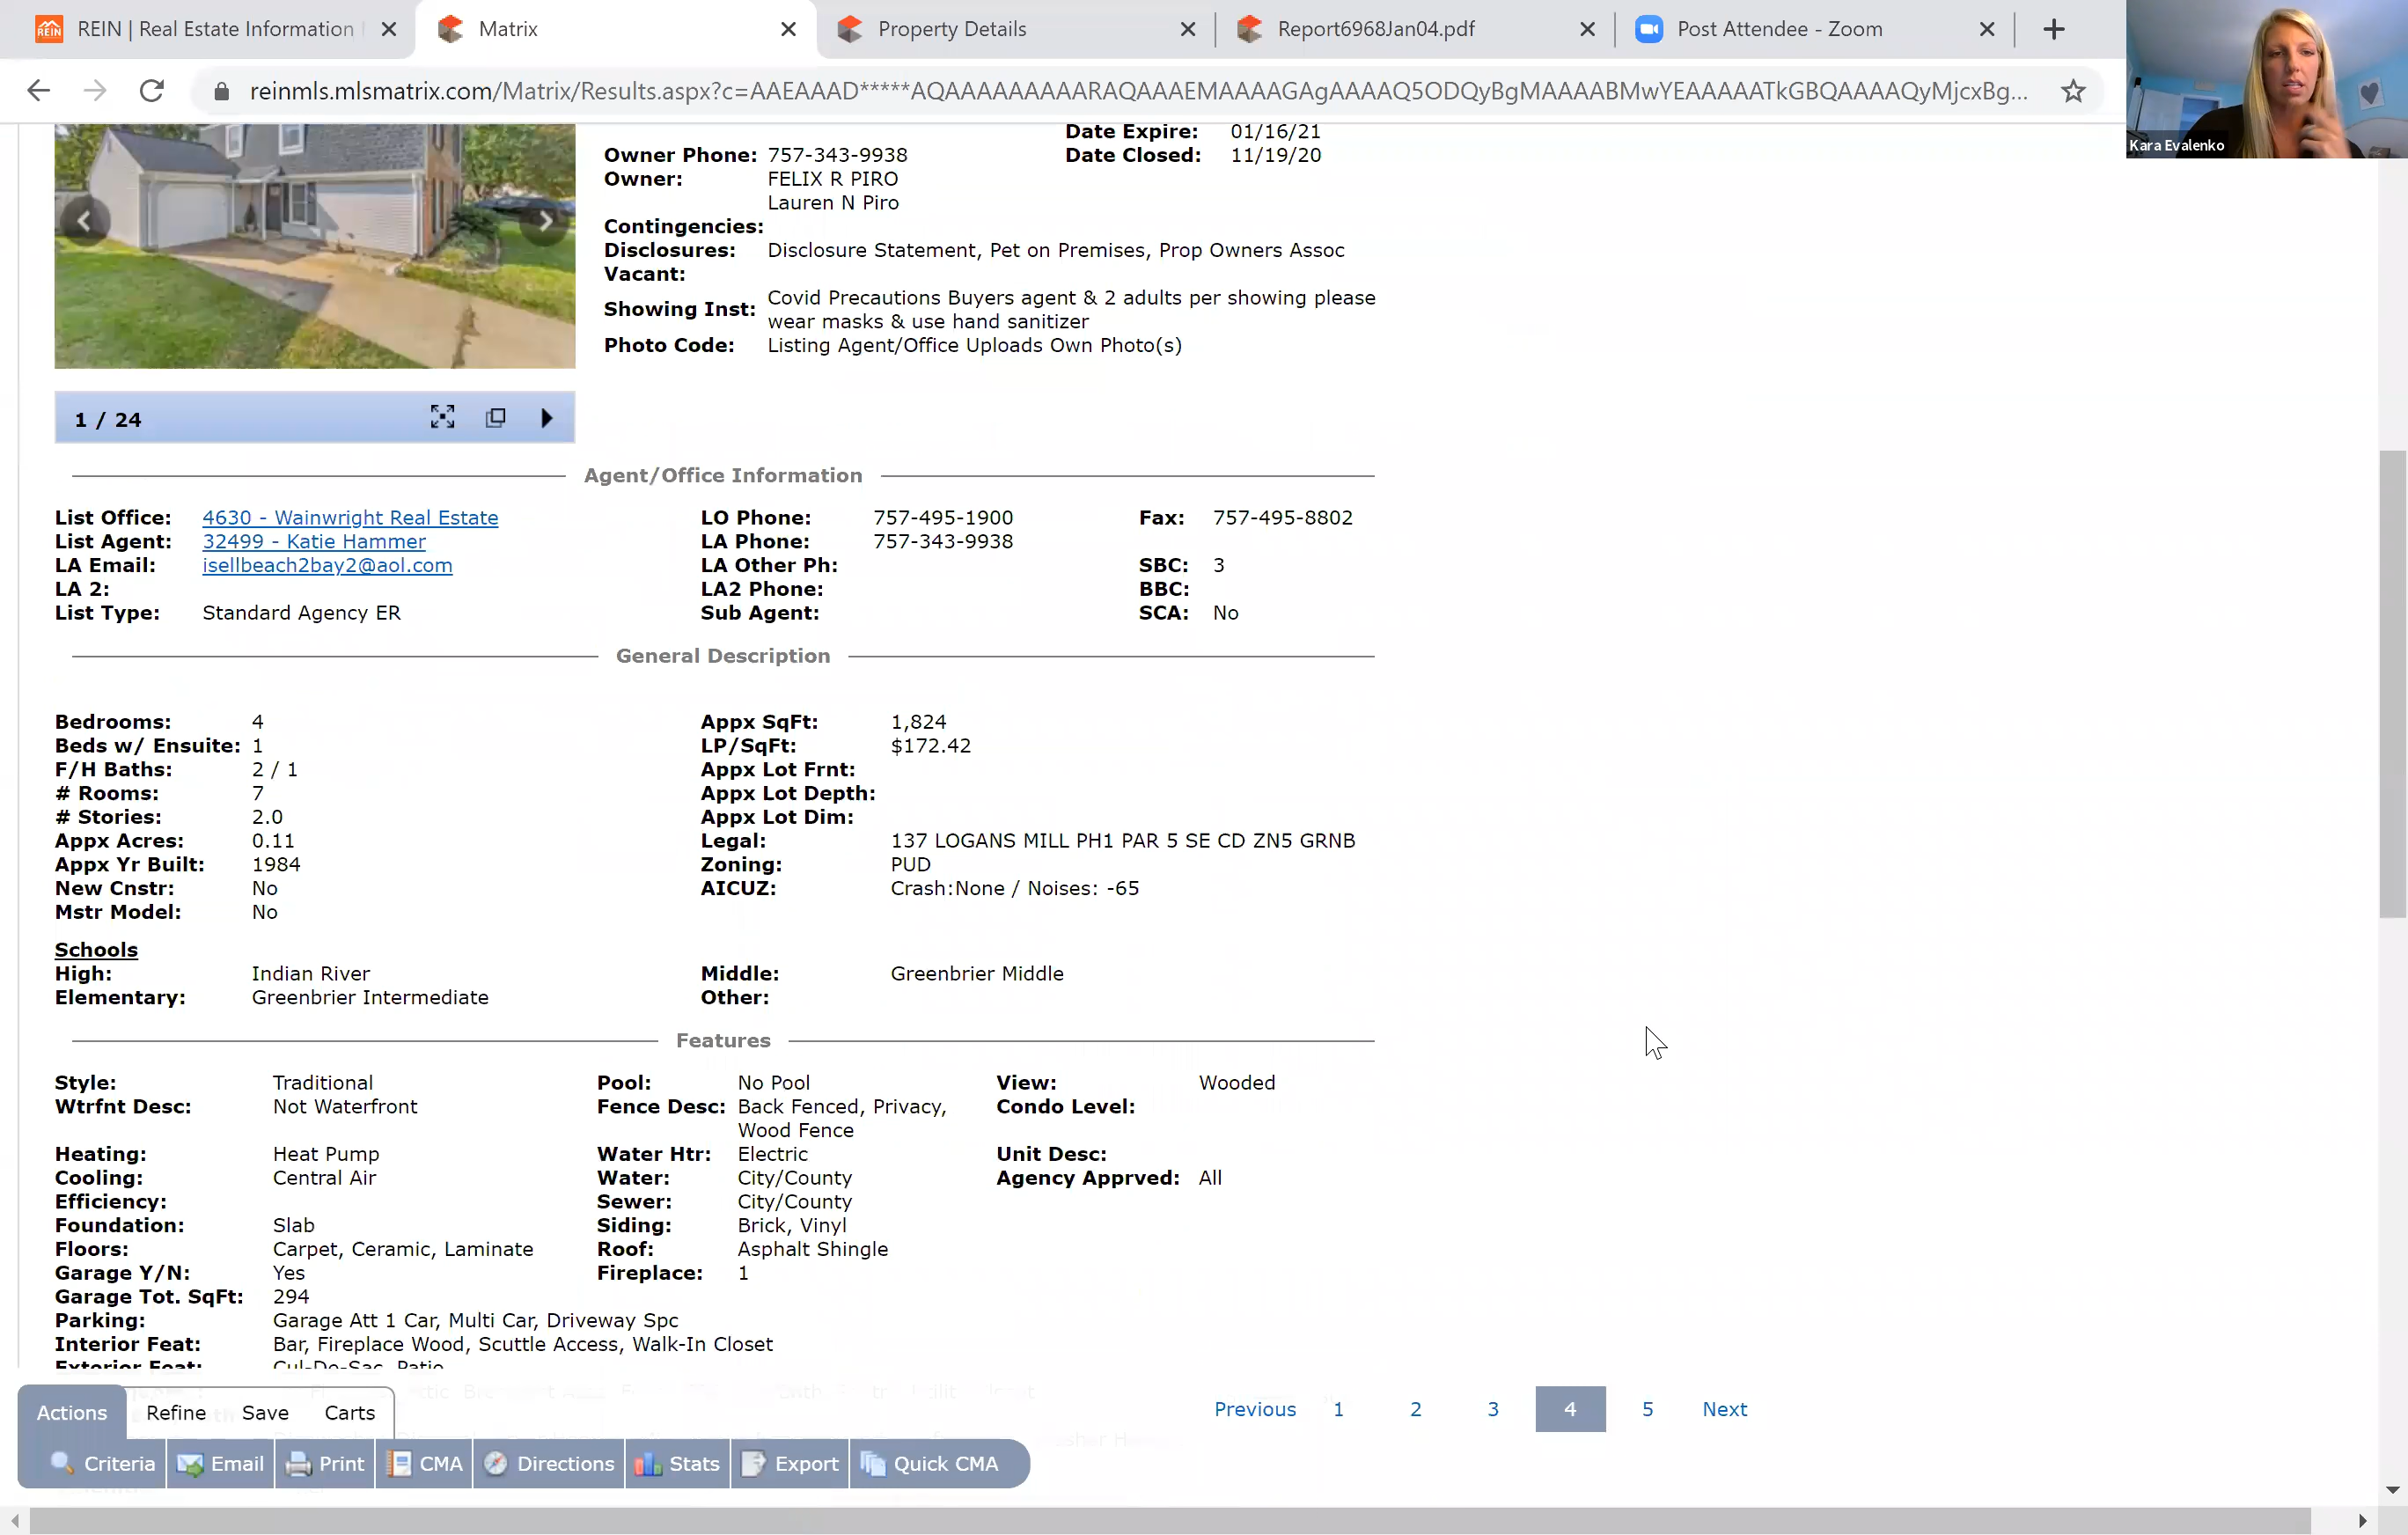 REIN | Real Estate Information
Matrix
Property Details
Report6968Jan04.pdf
Post Attendee - Zoom
reinmls.mlsmatrix.com/Matrix/Results.aspx?c=AAEAAAD*****AQAAAAAAAAARAQAAAEMAAAAGAgAAAAQ5ODQyBgMAAAABMwYEAAAAATkGBQAAAAQyMjcxBg...
Kara Evalenko
Date Expire: 01/16/21
Owner Phone: 757-343-9938 Date Closed: 11/19/20
Owner: FELIX R PIRO
Lauren N Piro
Contingencies:
Disclosures: Disclosure Statement, Pet on Premises, Prop Owners Assoc
Vacant:
Showing Inst: Covid Precautions Buyers agent & 2 adults per showing please
wear masks & use hand sanitizer
Photo Code: Listing Agent/Office Uploads Own Photo(s)
1 / 24
Agent/Office Information
List Office: 4630 - Wainwright Real Estate LO Phone: 757-495-1900 Fax: 757-495-8802
List Agent: 32499 - Katie Hammer LA Phone: 757-343-9938
LA Email: isellbeach2bay2@aol.com LA Other Ph: SBC: 3
LA 2: LA2 Phone: BBC:
List Type: Standard Agency ER Sub Agent: SCA: No
General Description
Bedrooms: 4 Appx SqFt: 1,824
Beds w/ Ensuite: 1 LP/SqFt: $172.42
F/H Baths: 2 / 1 Appx Lot Frnt:
# Rooms: 7 Appx Lot Depth:
# Stories: 2.0 Appx Lot Dim:
Appx Acres: 0.11 Legal: 137 LOGANS MILL PH1 PAR 5 SE CD ZN5 GRNB
Appx Yr Built: 1984 Zoning: PUD
New Cnstr: No AICUZ: Crash:None / Noises: -65
Mstr Model: No
Schools
High: Indian River Middle: Greenbrier Middle
Elementary: Greenbrier Intermediate Other:
Features
Style: Traditional Pool: No Pool View: Wooded
Wtrfnt Desc: Not Waterfront Fence Desc: Back Fenced, Privacy, Condo Level:
Wood Fence
Heating: Heat Pump Water Htr: Electric Unit Desc:
Cooling: Central Air Water: City/County Agency Apprved: All
Efficiency: Sewer: City/County
Foundation: Slab Siding: Brick, Vinyl
Floors: Carpet, Ceramic, Laminate Roof: Asphalt Shingle
Garage Y/N: Yes Fireplace: 1
Garage Tot. SqFt: 294
Parking: Garage Att 1 Car, Multi Car, Driveway Spc
Interior Feat: Bar, Fireplace Wood, Scuttle Access, Walk-In Closet
Exterior Feat: Cul-De-Sac, Patio
Actions Refine Save Carts
Previous 1 2 3 4 5 Next
Criteria Email Print CMA Directions Stats Export Quick CMA